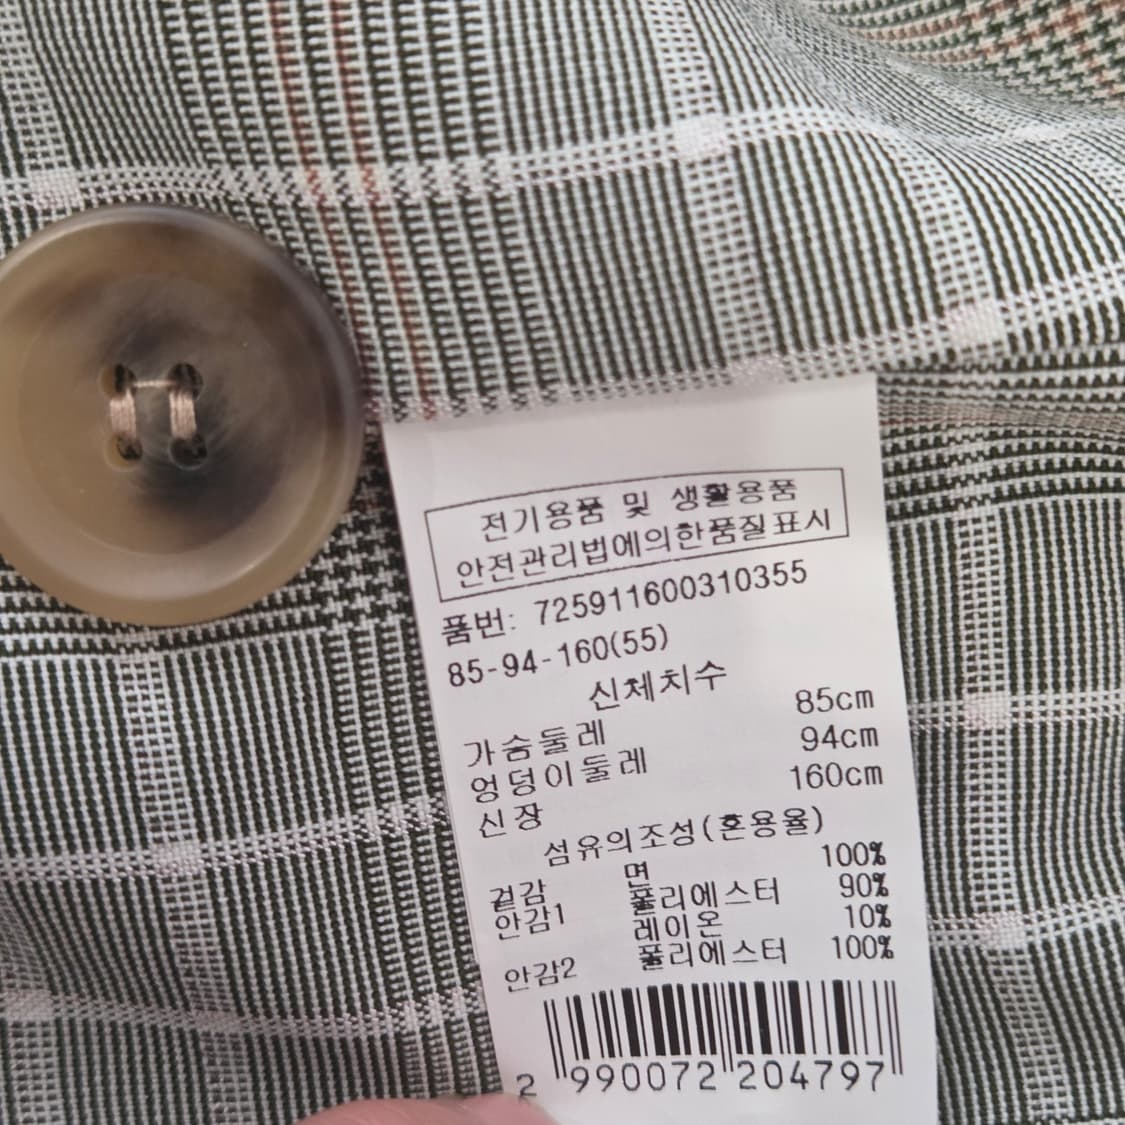 전기용품 및 생활용품
안전관리법에의한품질표시
품번: 725911600310355
85-94-160(55)
신체치수
가슴둘레 85cm
엉덩이둘레 94cm
신장 160cm
섬유의조성(혼용율)
겉감 면 100%
안감1 폴리에스터 90%
레이온 10%
안감2 폴리에스터 100%
2 990072 204797